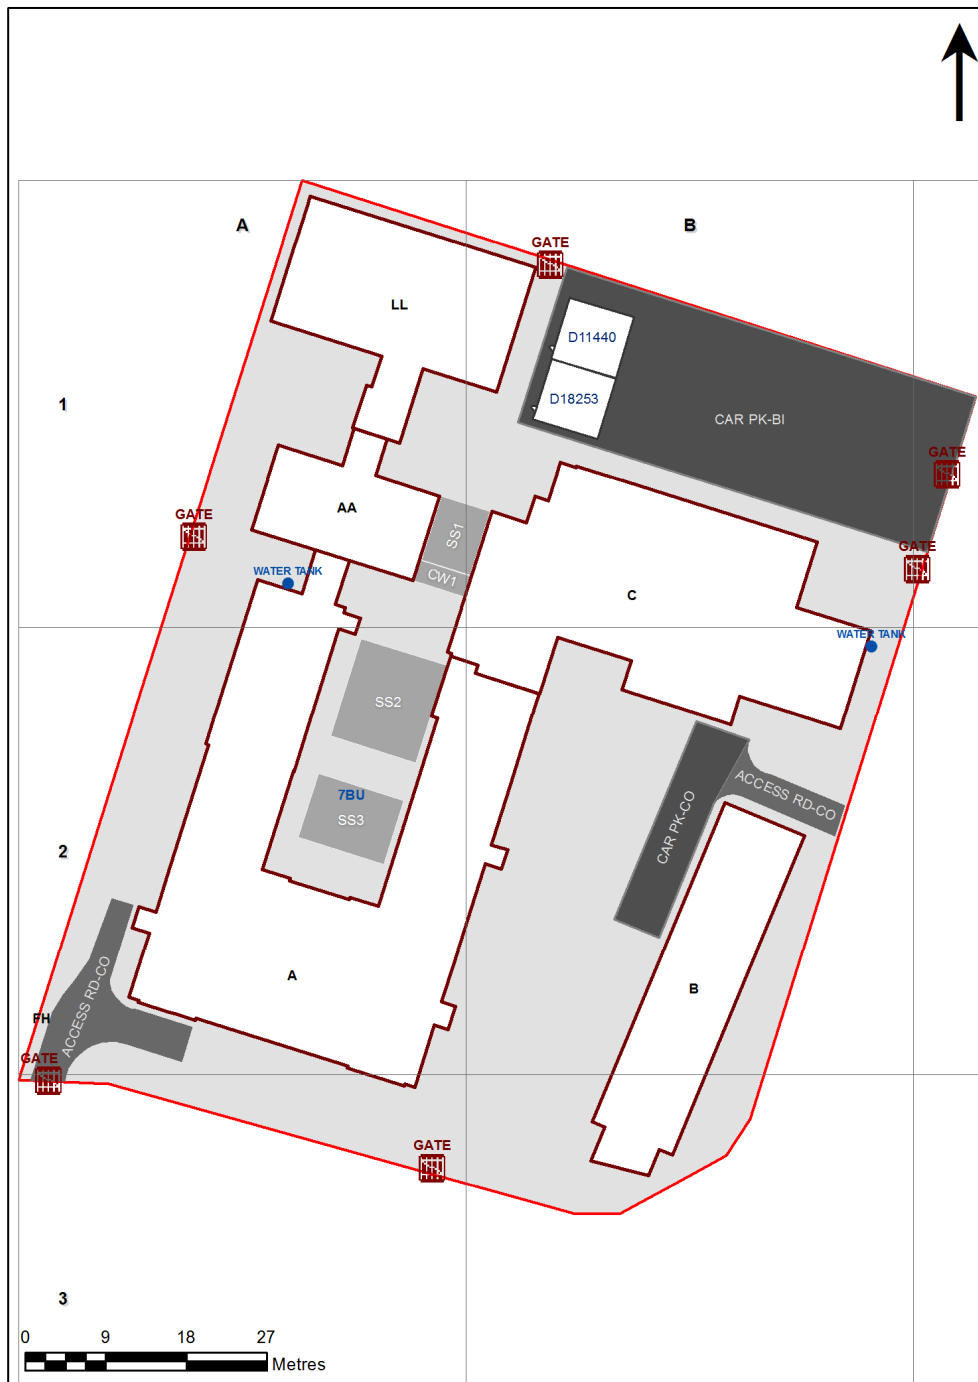 A
B
GATE
LL
D11440
D18253
CAR PK-BI
1
GATE
AA
GATE
SS1
GATE
WATER TANK
CW1
C
WATER TANK
SS2
7BU
SS3
ACCESS RD-CO
CAR PK-CO
2
A
B
ACCESS RD-CO
FH
GATE
GATE
3
0 9 18 27
Metres